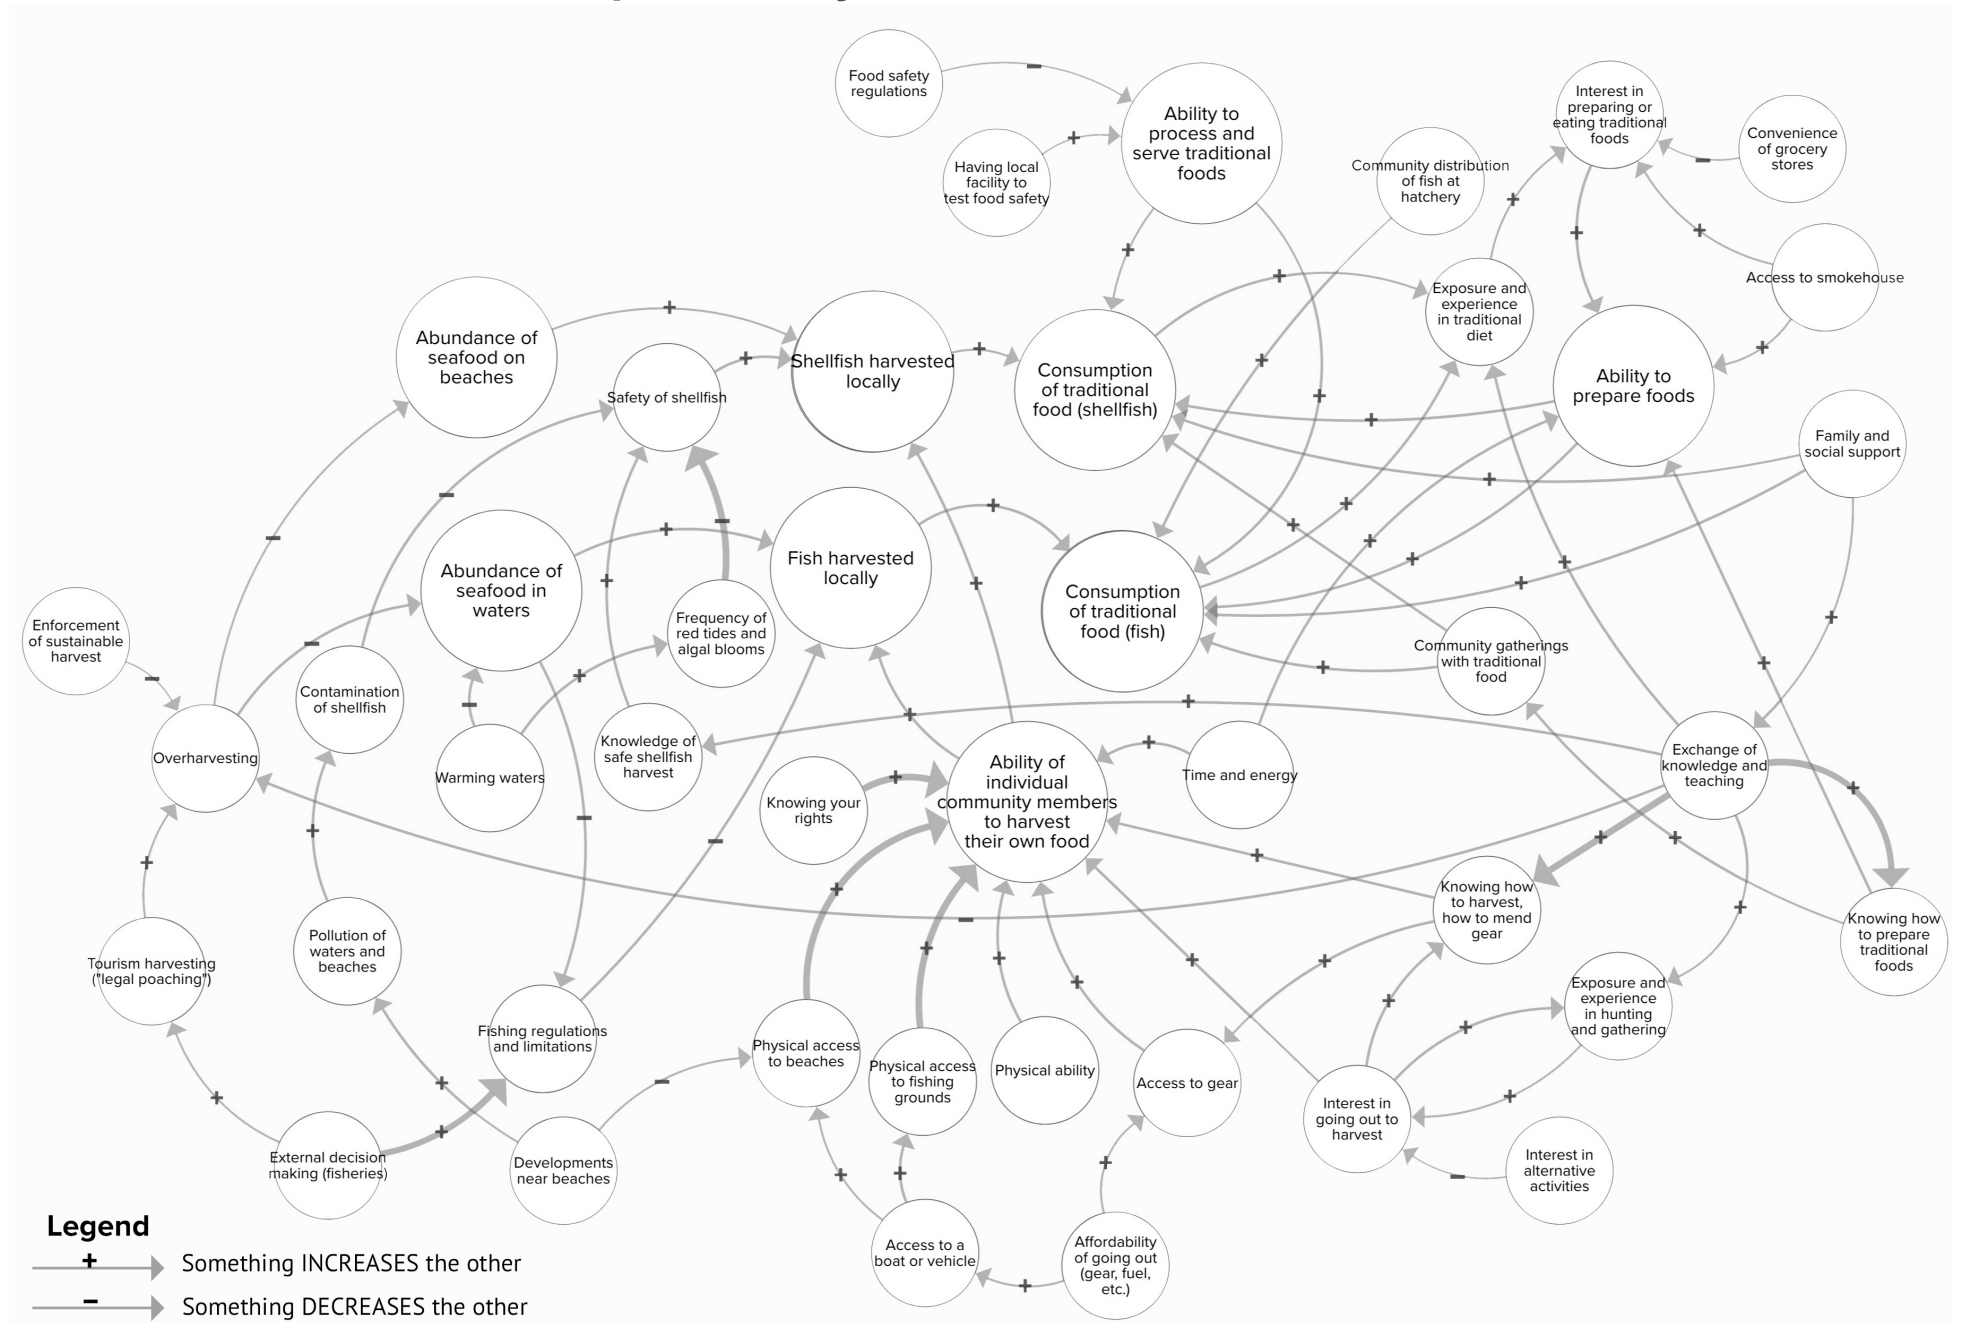 Food safety
regulations
Having local
facility to
test food safety
Ability to
process and
serve traditional
foods
Community distribution
of fish at
hatchery
Interest in
preparing or
eating traditional
foods
Convenience
of grocery
stores
Access to smokehouse
Exposure and
experience
in traditional
diet
Abundance of
seafood on
beaches
Safety of shellfish
Shellfish harvested
locally
Consumption
of traditional
food (shellfish)
Ability to
prepare foods
Family and
social support
Abundance of
seafood in
waters
Fish harvested
locally
Consumption
of traditional
food (fish)
Enforcement
of sustainable
harvest
Frequency of
red tides and
algal blooms
Community gatherings
with traditional
food
Contamination
of shellfish
Overharvesting
Warming waters
Knowledge of
safe shellfish
harvest
Knowing your
rights
Ability of
individual
community members
to harvest
their own food
Time and energy
Exchange of
knowledge and
teaching
Knowing how
to harvest,
how to mend
gear
Knowing how
to prepare
traditional
foods
Tourism harvesting
("legal poaching")
Pollution of
waters and
beaches
Fishing regulations
and limitations
Physical access
to beaches
Physical access
to fishing
grounds
Physical ability
Access to gear
Exposure and
experience
in hunting
and gathering
Interest in
going out to
harvest
Interest in
alternative
activities
External decision
making (fisheries)
Developments
near beaches
Access to a
boat or vehicle
Affordability
of going out
(gear, fuel,
etc.)
Legend
+ Something INCREASES the other
− Something DECREASES the other